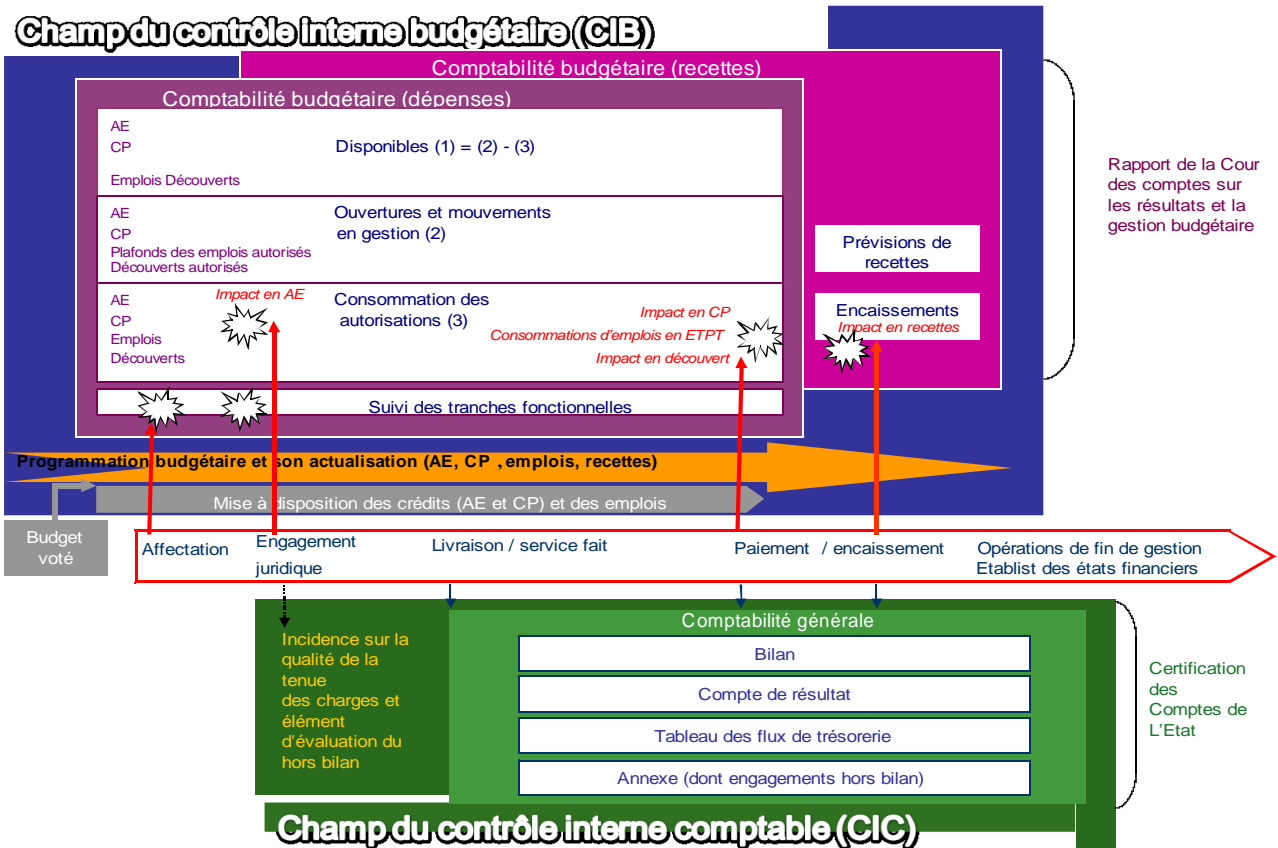 Champ du contrôle interne budgétaire (CIB)
Comptabilité budgétaire (recettes)
Comptabilité budgétaire (dépenses)
AE
CP
Disponibles (1) = (2) - (3)
Emplois Découverts
AE
CP
Plafonds des emplois autorisés
Découverts autorisés
Ouvertures et mouvements
en gestion (2)
AE
CP
Emplois
Découverts
Impact en AE
Consommation des
autorisations (3)
Impact en CP
Consommations d'emplois en ETPT
Impact en découvert
Suivi des tranches fonctionnelles
Prévisions de
recettes
Encaissements
Impact en recettes
Rapport de la Cour
des comptes sur
les résultats et la
gestion budgétaire
Programmation budgétaire et son actualisation (AE, CP , emplois, recettes)
Mise à disposition des crédits (AE et CP) et des emplois
Budget
voté
Affectation
Engagement
juridique
Livraison / service fait
Paiement / encaissement
Opérations de fin de gestion
Etablist des états financiers
Incidence sur la
qualité de la
tenue
des charges et
élément
d'évaluation du
hors bilan
Comptabilité générale
Bilan
Compte de résultat
Tableau des flux de trésorerie
Annexe (dont engagements hors bilan)
Certification
des
Comptes de
L'Etat
Champ du contrôle interne comptable (CIC)